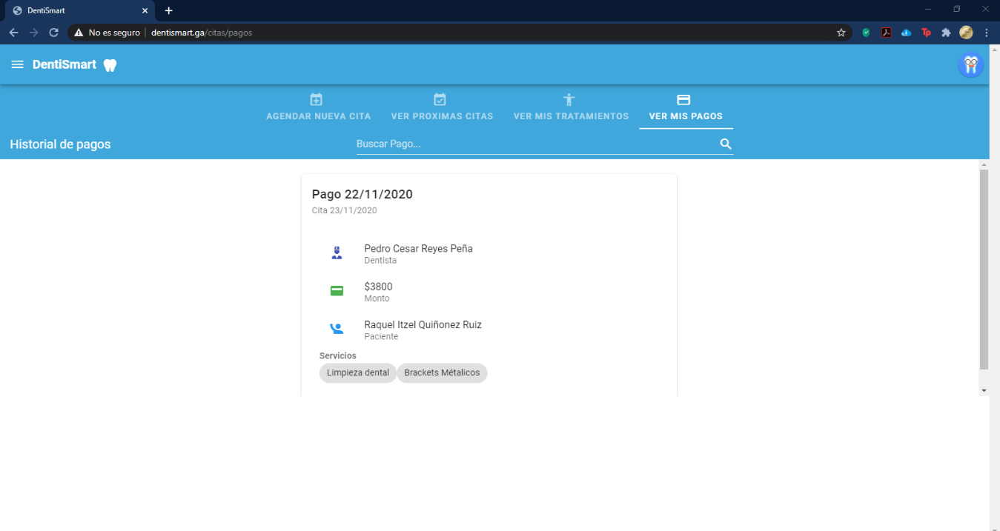 DentiSmart
No es seguro dentismart.ga/citas/pagos
Tp
DentiSmart
AGENDAR NUEVA CITA VER PROXIMAS CITAS VER MIS TRATAMIENTOS VER MIS PAGOS
Historial de pagos Buscar Pago...
Pago 22/11/2020
Cita 23/11/2020
Pedro Cesar Reyes Peña
Dentista
$3800
Monto
Raquel Itzel Quiñonez Ruiz
Paciente
Servicios
Limpieza dental Brackets Métalicos